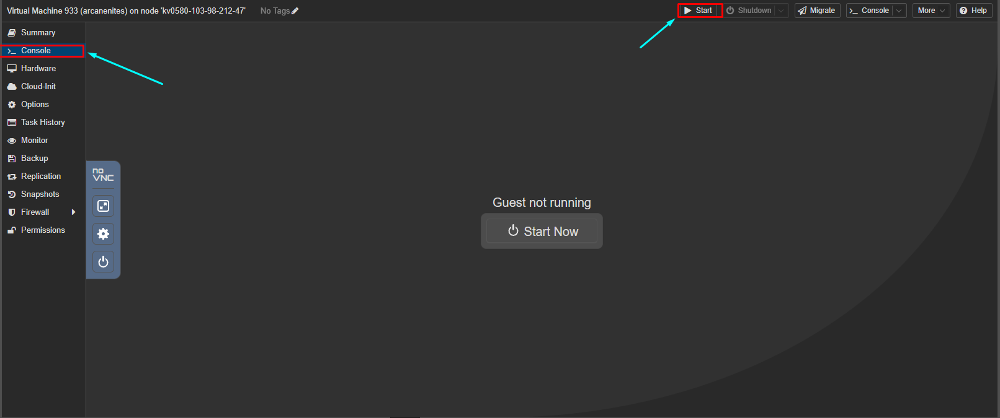 Virtual Machine 933 (arcanenites) on node 'kv0580-103-98-212-47' No Tags Start Shutdown Migrate Console More Help
Summary
Console
Hardware
Cloud-Init
Options
Task History
Monitor
Backup
Replication
Snapshots
Firewall
Permissions
no
VNC
Guest not running
Start Now